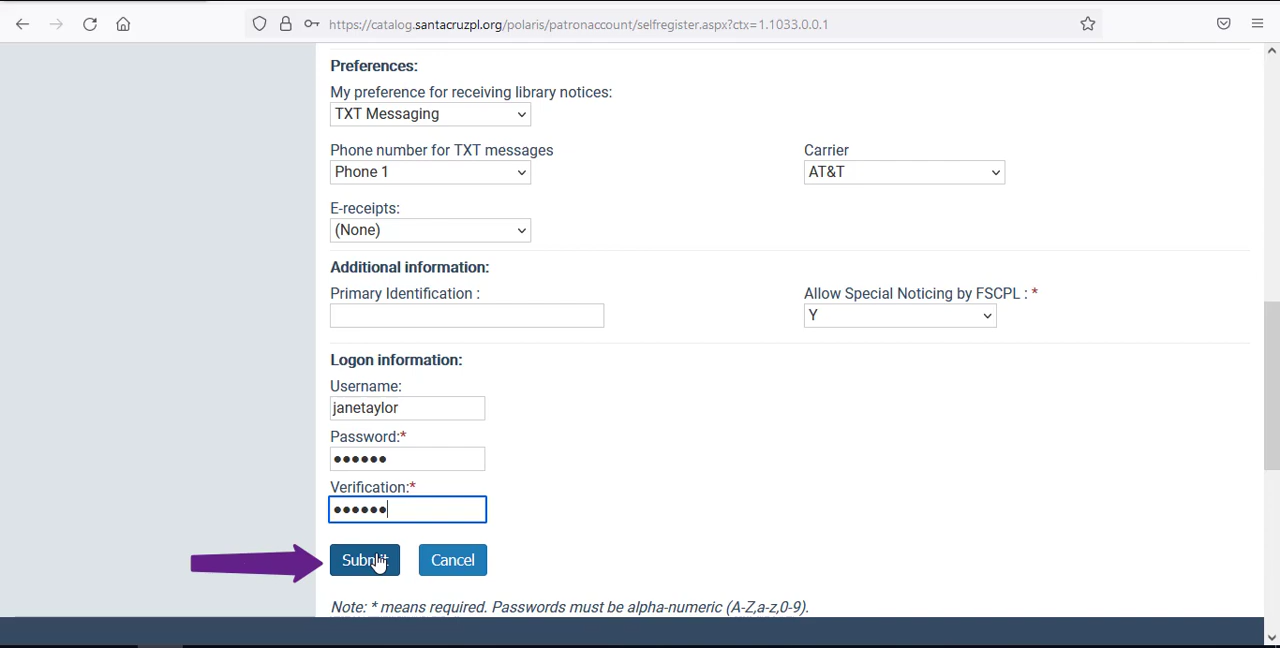 https://catalog.santacruzpl.org/polaris/patronaccount/selfregister.aspx?ctx=1.1033.0.0.1
Preferences:
My preference for receiving library notices:
TXT Messaging
Phone number for TXT messages Carrier
Phone 1 AT&T
E-receipts:
(None)
Additional information:
Primary Identification : Allow Special Noticing by FSCPL : *
Y
Logon information:
Username:
janetaylor
Password:*
••••••
Verification:*
••••••
Submit Cancel
Note: * means required. Passwords must be alpha-numeric (A-Z,a-z,0-9).